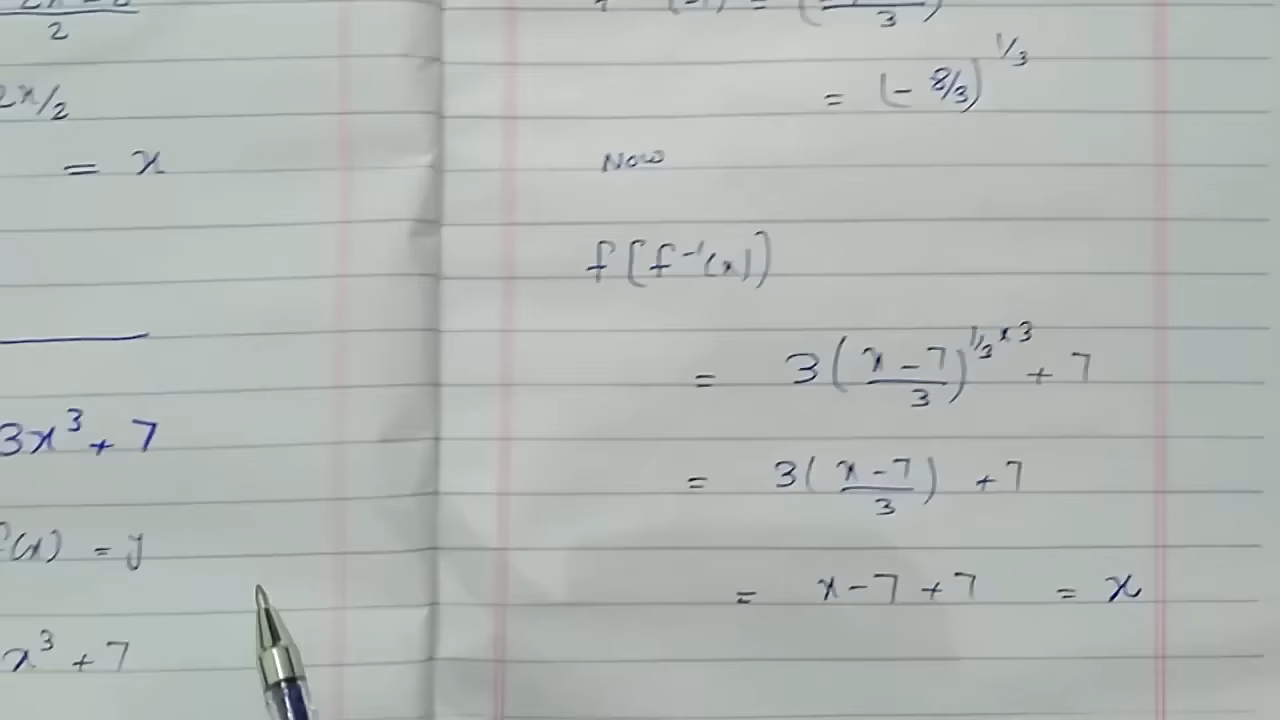 2
2x/2
= x
3x³ + 7
f(x) = y
x³ + 7
3
= (- 8/3)^1/3
Now
f[f⁻¹(x)]
= 3(x - 7/3)^1/3 × 3 + 7
= 3(x - 7/3) + 7
= x - 7 + 7 = x